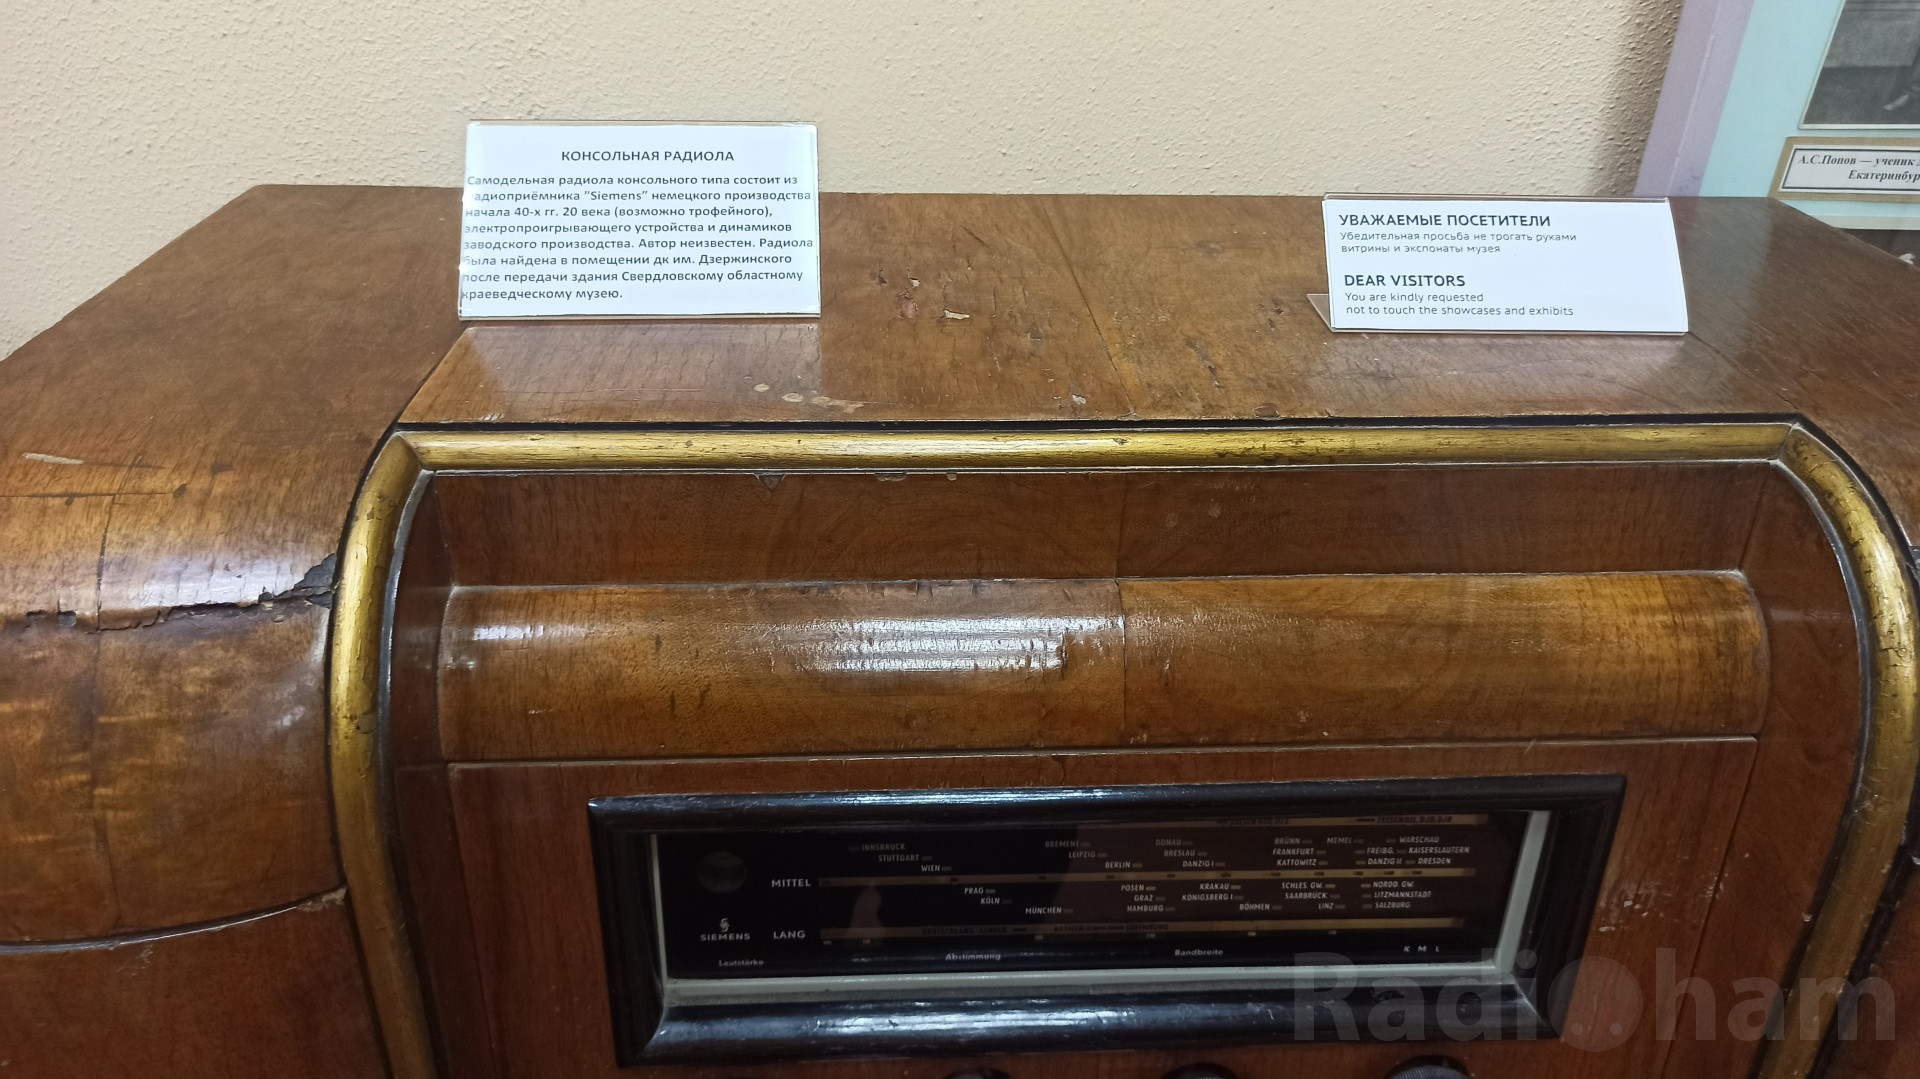 КОНСОЛЬНАЯ РАДИОЛА
Самодельная радиола консольного типа состоит из
радиоприёмника "Siemens" немецкого производства
начала 40-х гг. 20 века (возможно трофейного),
электропроигрывающего устройства и динамиков
заводского производства. Автор неизвестен. Радиола
была найдена в помещении дк им. Дзержинского
после передачи здания Свердловскому областному
краеведческому музею.
УВАЖАЕМЫЕ ПОСЕТИТЕЛИ
Убедительная просьба не трогать руками
витрины и экспонаты музея
DEAR VISITORS
You are kindly requested
not to touch the showcases and exhibits
А.С.Попов — ученик
Екатеринбур
INNSBRUCK BREMEN I DONAU BRÜNN MEMEL WARSCHAU
STUTTGART LEIPZIG BRESLAU FRANKFURT FREIBG. KAISERSLAUTERN
WIEN BERLIN DANZIG I KATTOWITZ DANZIG II DRESDEN
MITTEL
PRAG POSEN KRAKAU SCHLES. GW. NORDD. GW.
KÖLN GRAZ KÖNIGSBERG I SAARBRÜCK. LITZMANNSTADT
MÜNCHEN HAMBURG BÖHMEN LINZ SALZBURG
SIEMENS LANG DEUTSCHLAND-SENDER LUXEMBURG
Lautstärke Abstimmung Bandbreite K M L
Radioham